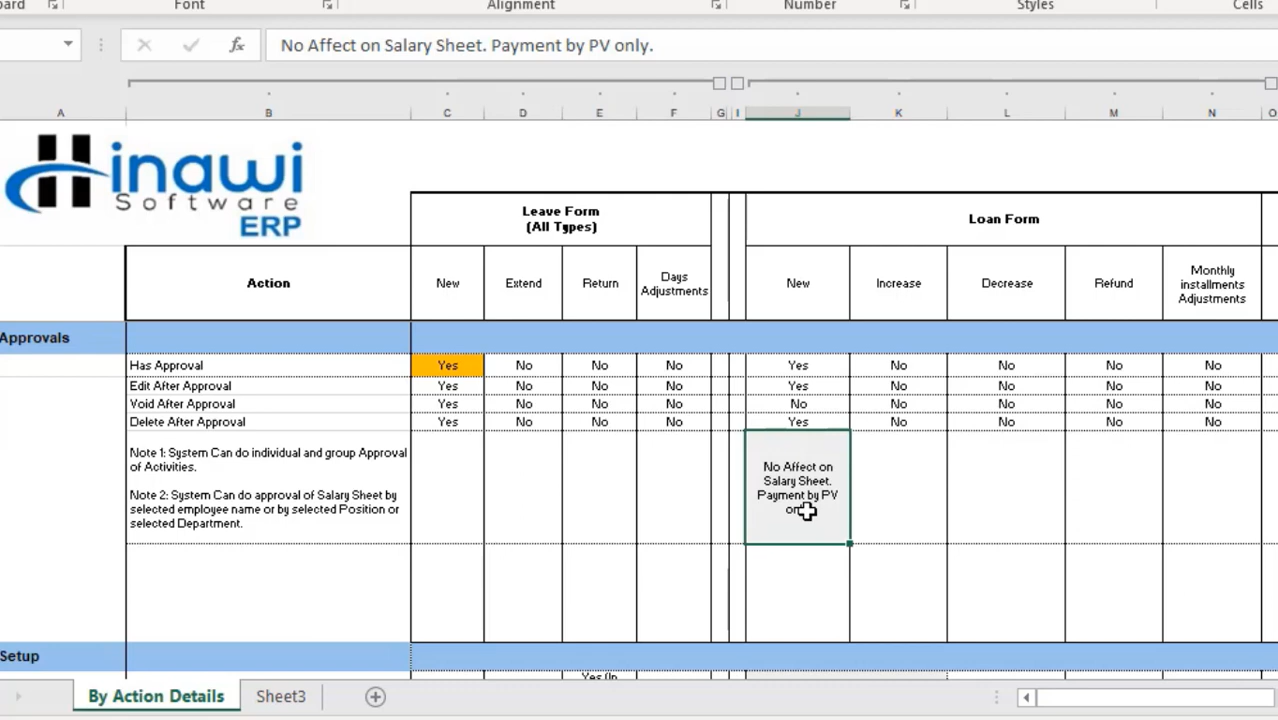 ard
Font
Alignment
Number
Styles
Cells
fx
No Affect on Salary Sheet. Payment by PV only.
A B C D E F G I J K L M N O
Hinawi
Software
ERP
Leave Form
(All Types)
Loan Form
Action
New
Extend
Return
Days
Adjustments
New
Increase
Decrease
Refund
Monthly
installments
Adjustments
Approvals
Has Approval Yes No No No Yes No No No No
Edit After Approval Yes No No No Yes No No No No
Void After Approval Yes No No No No No No No No
Delete After Approval Yes No No No Yes No No No No
Note 1: System Can do individual and group Approval
of Activities.
Note 2: System Can do approval of Salary Sheet by
selected employee name or by selected Position or
selected Department.
No Affect on
Salary Sheet.
Payment by PV
Setup
Yes (In
By Action Details
Sheet3